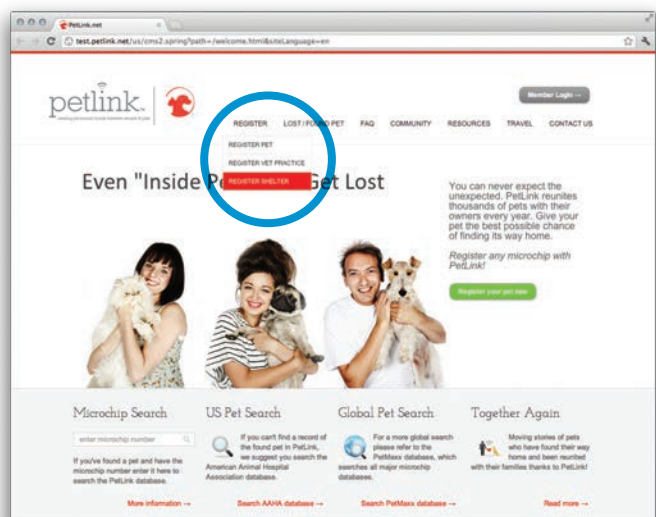 PetLink.net
test.petlink.net/us/cms2.spring?path=/welcome.html&siteLanguage=en
Member Login →
petlink
REGISTER LOST / FOUND PET FAQ COMMUNITY RESOURCES TRAVEL CONTACT US
REGISTER PET
REGISTER VET PRACTICE
REGISTER SHELTER
Even "Inside P Get Lost
You can never expect the
unexpected. PetLink reunites
thousands of pets with their
owners every year. Give your
pet the best possible chance
of finding its way home.
Register any microchip with
PetLink!
Register your pet now
Microchip Search
enter microchip number
If you've found a pet and have the
microchip number enter it here to
search the PetLink database.
More information →
US Pet Search
If you can't find a record of
the found pet in PetLink,
we suggest you search the
American Animal Hospital
Association database.
Search AAHA database →
Global Pet Search
For a more global search
please refer to the
PetMaxx database, which
searches all major microchip
databases.
Search PetMaxx database →
Together Again
Moving stories of pets
who have found their way
home and been reunited
with their families thanks to PetLink!
Read more →